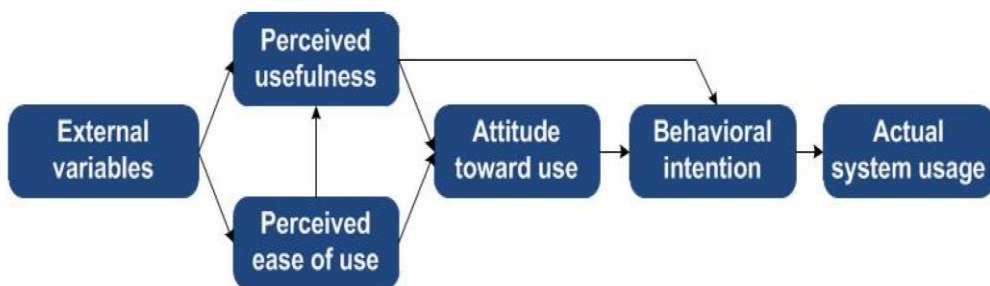 Perceived
usefulness
External
variables
Perceived
ease of use
Attitude
toward use
Behavioral
intention
Actual
system usage